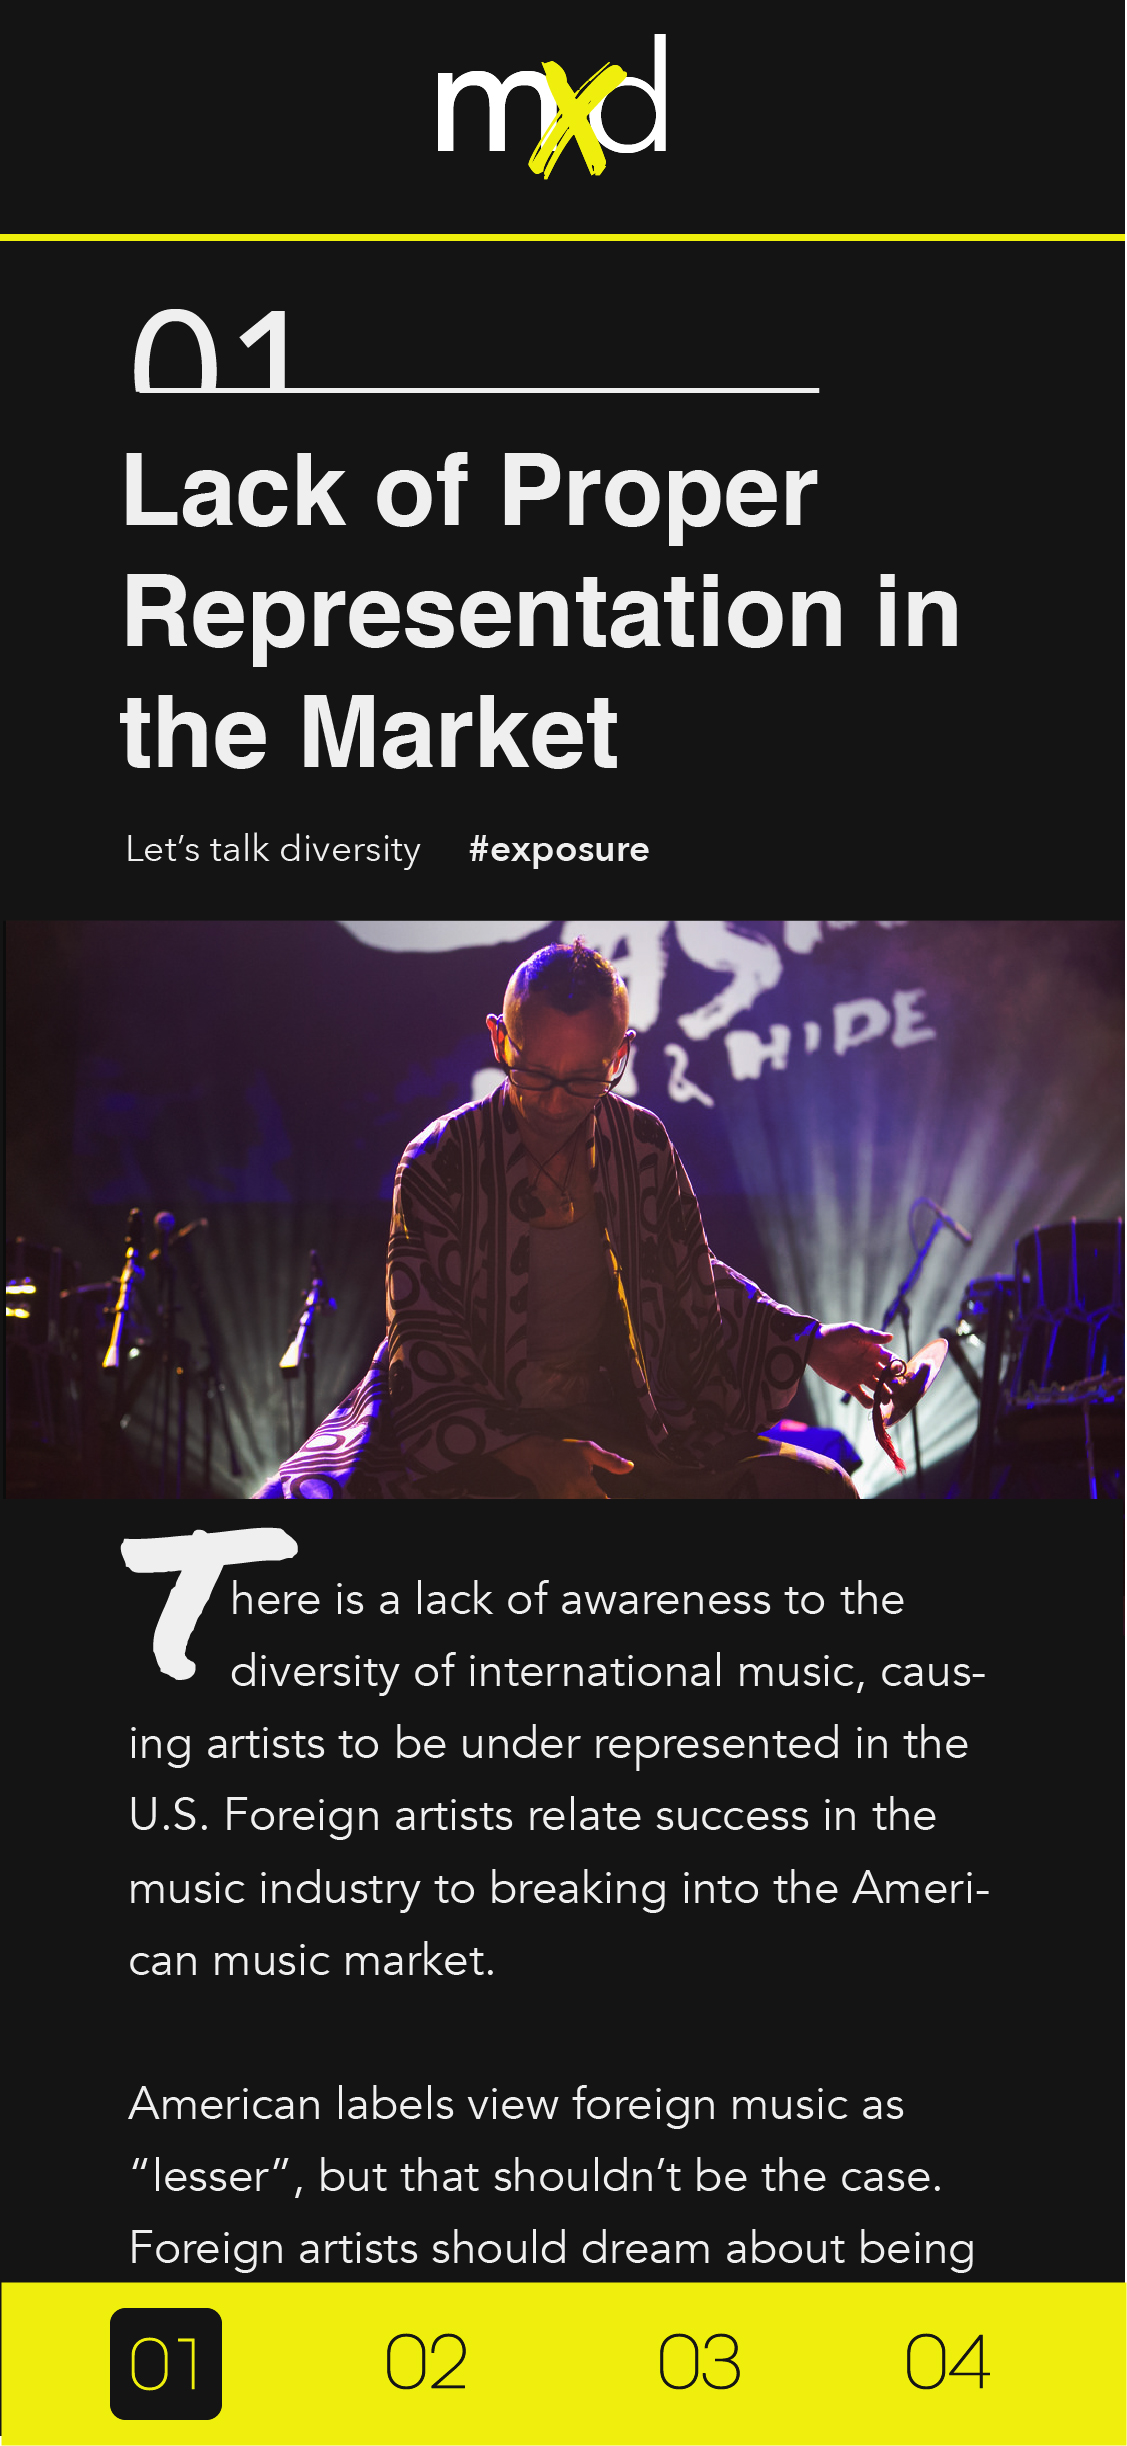 mxd
01
Lack of Proper
Representation in
the Market
Let’s talk diversity #exposure
& HIDE
There is a lack of awareness to the
diversity of international music, caus-
ing artists to be under represented in the
U.S. Foreign artists relate success in the
music industry to breaking into the Ameri-
can music market.
American labels view foreign music as
“lesser”, but that shouldn’t be the case.
Foreign artists should dream about being
01 02 03 04